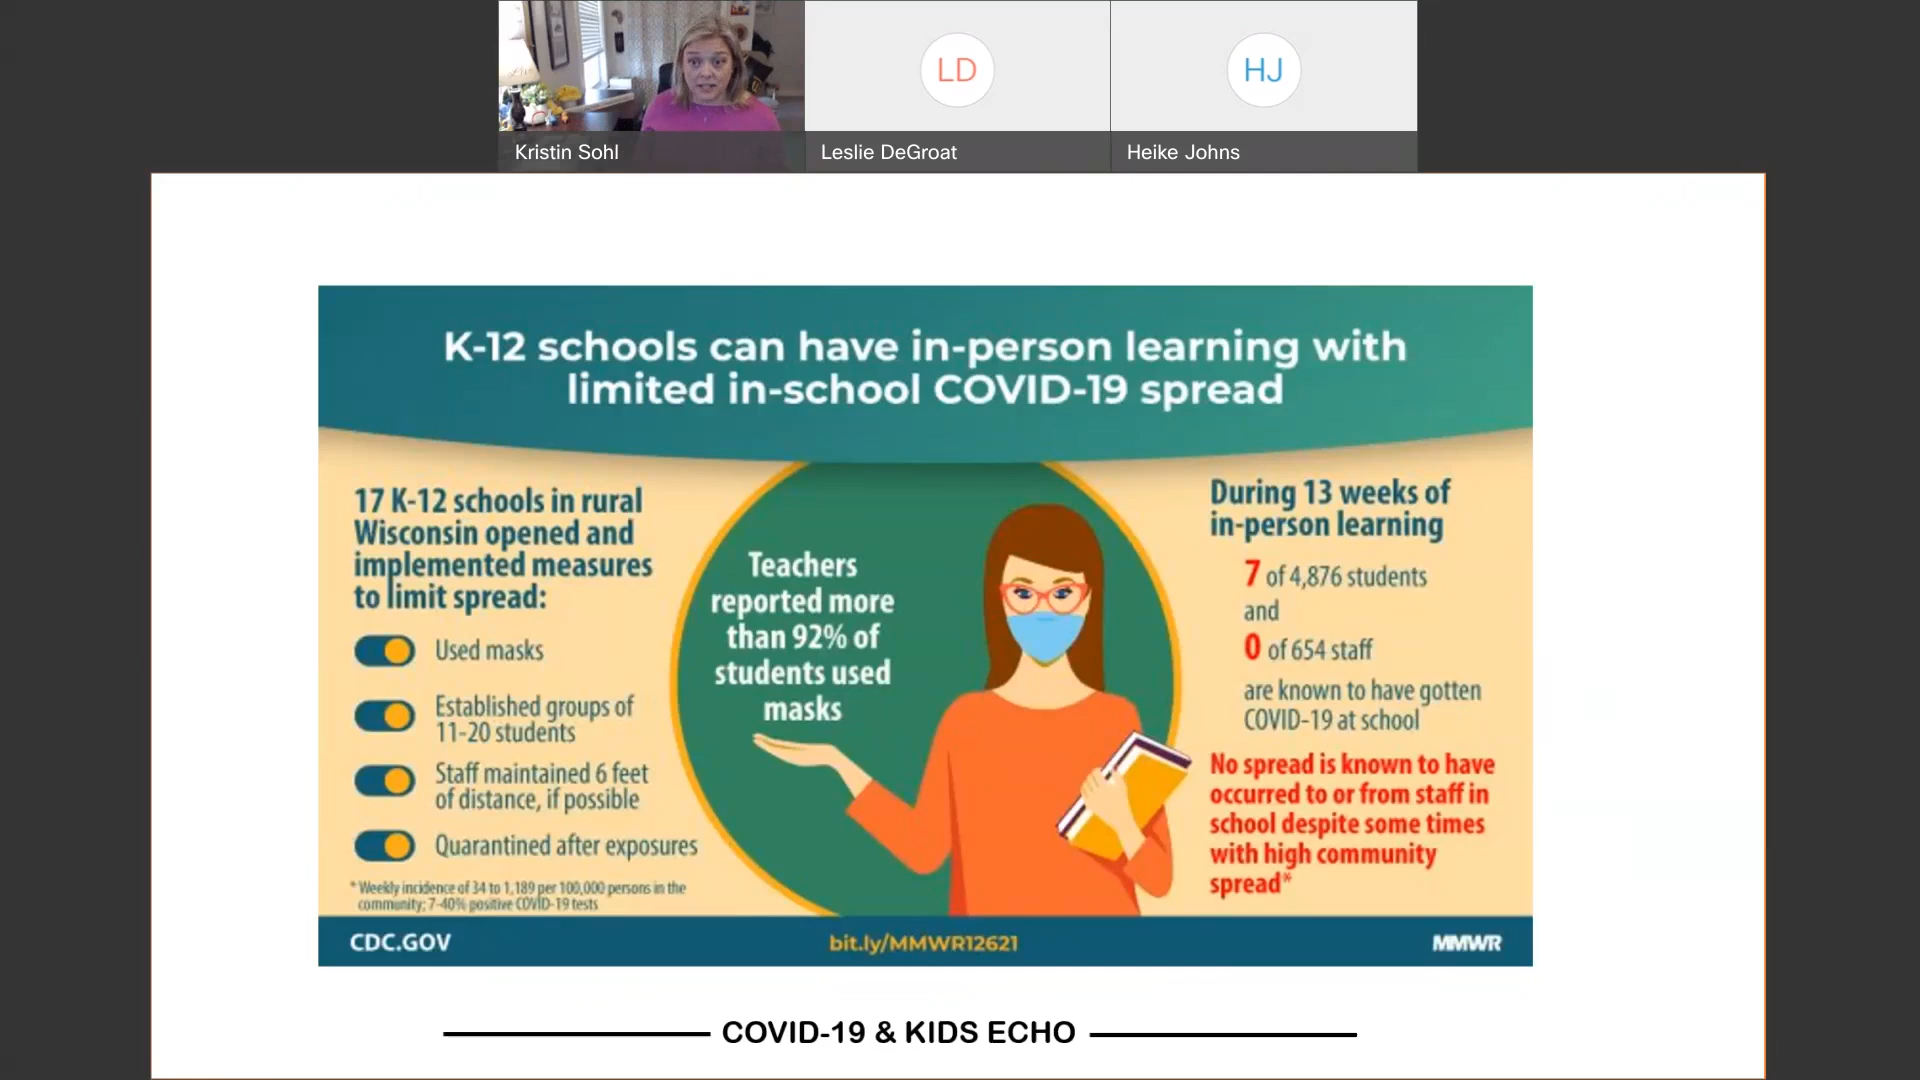 LD
HJ
Kristin Sohl
Leslie DeGroat
Heike Johns
K-12 schools can have in-person learning with
limited in-school COVID-19 spread
17 K-12 schools in rural
Wisconsin opened and
implemented measures
to limit spread:
Used masks
Established groups of
11-20 students
Staff maintained 6 feet
of distance, if possible
Quarantined after exposures
* Weekly incidence of 34 to 1,189 per 100,000 persons in the
community; 7-40% positive COVID-19 tests
Teachers
reported more
than 92% of
students used
masks
During 13 weeks of
in-person learning
7 of 4,876 students
and
0 of 654 staff
are known to have gotten
COVID-19 at school
No spread is known to have
occurred to or from staff in
school despite some times
with high community
spread*
CDC.GOV
bit.ly/MMWR12621
MMWR
COVID-19 & KIDS ECHO